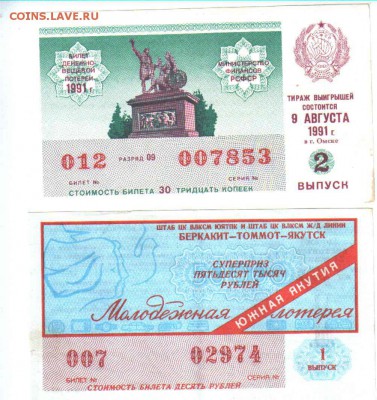 COINS.LAVE.RU
БИЛЕТ
ДЕНЕЖНО-
ВЕЩЕВОЙ
ЛОТЕРЕИ
1991 г.
МИНИСТЕРСТВО
ФИНАНСОВ
РСФСР
ТИРАЖ ВЫИГРЫШЕЙ
СОСТОИТСЯ
9 АВГУСТА
1991 г.
в г. Омске
2
ВЫПУСК
012 РАЗРЯД 09 007853
БИЛЕТ № СЕРИЯ №
СТОИМОСТЬ БИЛЕТА 30 ТРИДЦАТЬ КОПЕЕК
ШТАБ ЦК ВЛКСМ ЮЯТПК И ШТАБ ЦК ВЛКСМ Ж/Д ЛИНИИ
БЕРКАКИТ–ТОММОТ–ЯКУТСК
СУПЕРПРИЗ
ПЯТЬДЕСЯТ ТЫСЯЧ
РУБЛЕЙ
ЮЖНАЯ ЯКУТИЯ
Молодежная лотерея
007 02974
БИЛЕТ № СЕРИЯ №
1
ВЫПУСК
СТОИМОСТЬ БИЛЕТА ДЕСЯТЬ РУБЛЕЙ